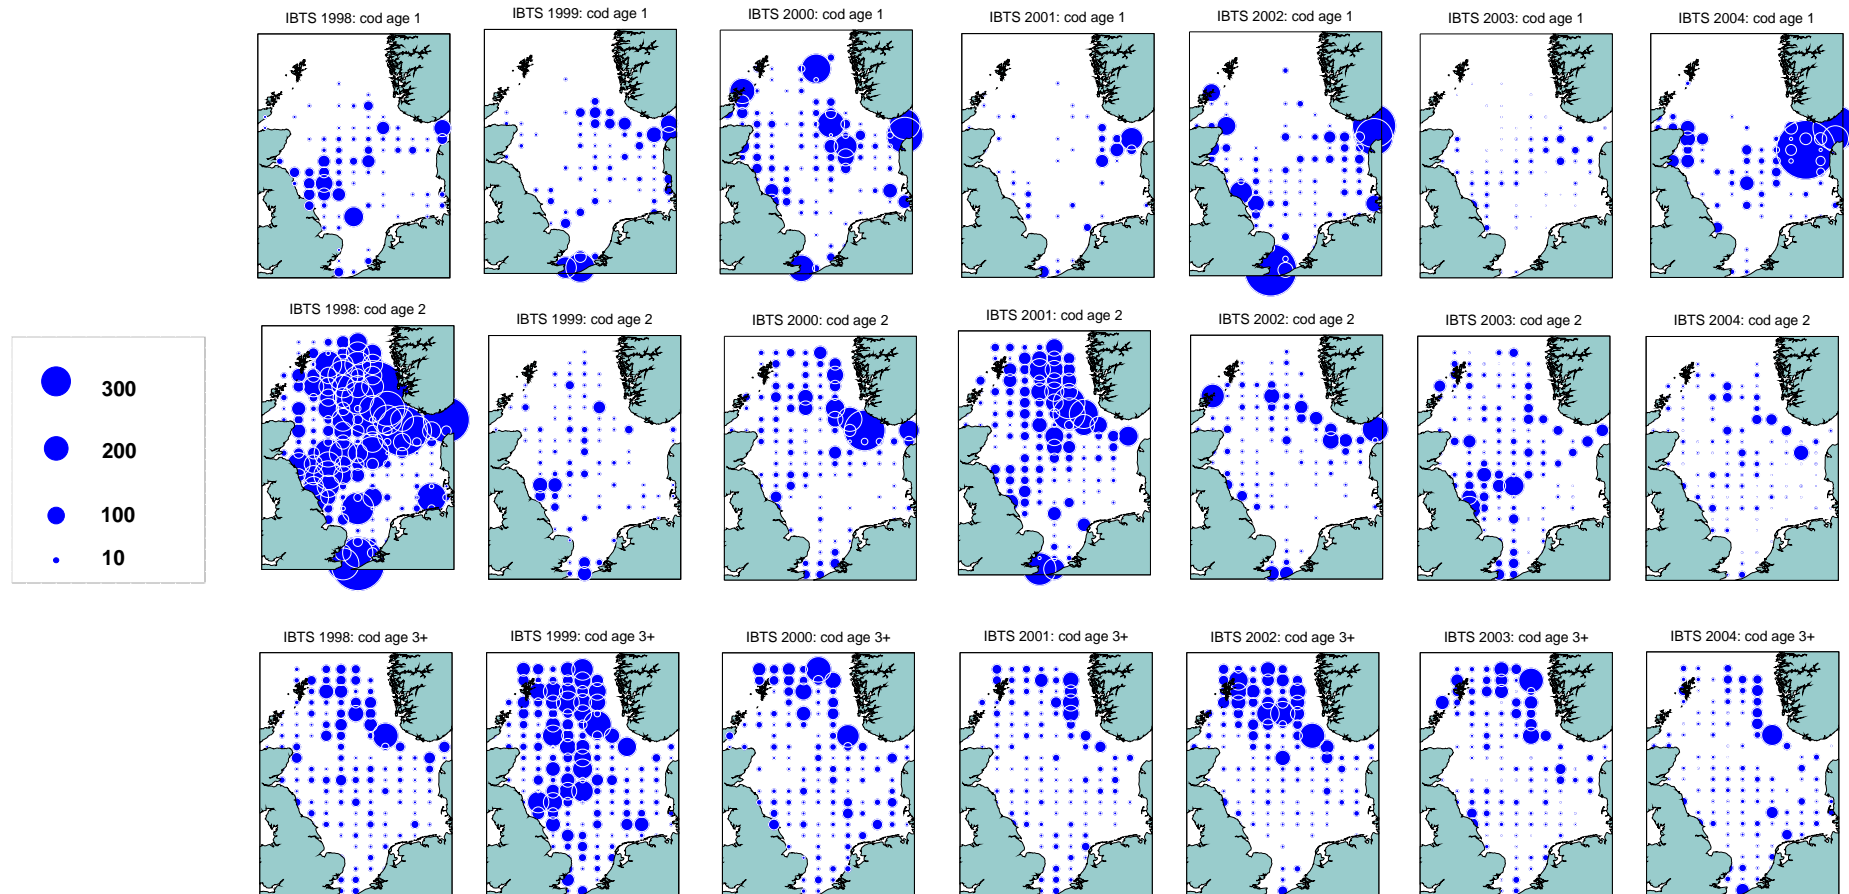 IBTS 1998: cod age 1
IBTS 1999: cod age 1
IBTS 2000: cod age 1
IBTS 2001: cod age 1
IBTS 2002: cod age 1
IBTS 2003: cod age 1
IBTS 2004: cod age 1
IBTS 1998: cod age 2
IBTS 1999: cod age 2
IBTS 2000: cod age 2
IBTS 2001: cod age 2
IBTS 2002: cod age 2
IBTS 2003: cod age 2
IBTS 2004: cod age 2
300
200
100
10
IBTS 1998: cod age 3+
IBTS 1999: cod age 3+
IBTS 2000: cod age 3+
IBTS 2001: cod age 3+
IBTS 2002: cod age 3+
IBTS 2003: cod age 3+
IBTS 2004: cod age 3+